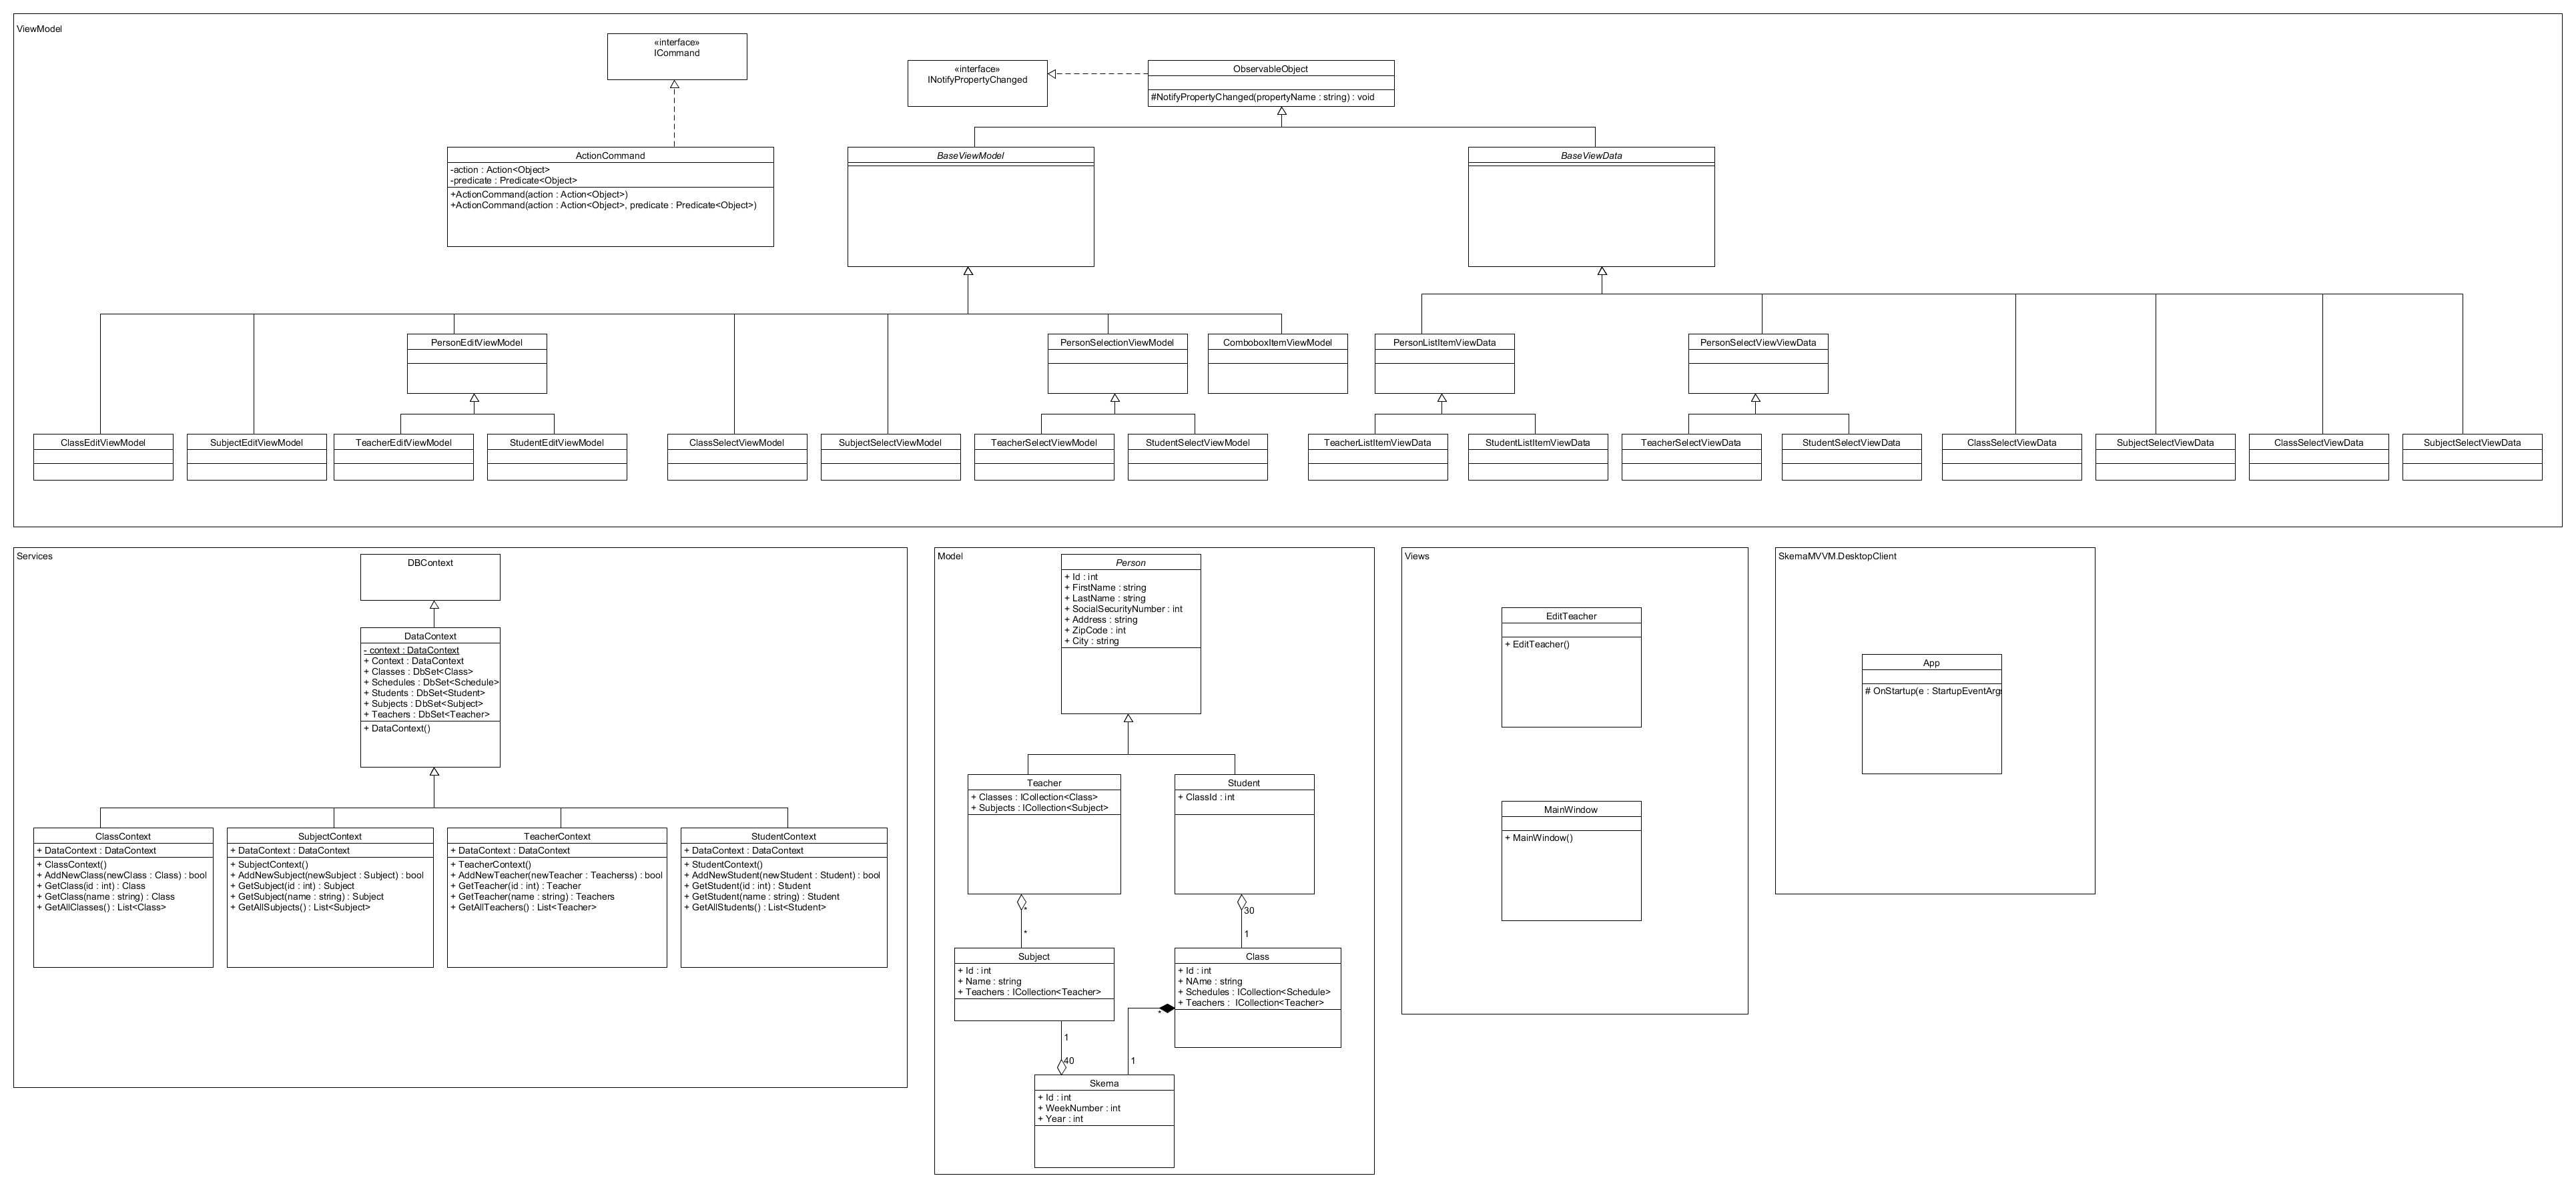 ViewModel
«interface»
ICommand
«interface»
INotifyPropertyChanged
ObservableObject
#NotifyPropertyChanged(propertyName : string) : void
ActionCommand
-action : Action<Object>
-predicate : Predicate<Object>
+ActionCommand(action : Action<Object>)
+ActionCommand(action : Action<Object>, predicate : Predicate<Object>)
BaseViewModel
BaseViewData
PersonEditViewModel
PersonSelectionViewModel
ComboboxItemViewModel
PersonListItemViewData
PersonSelectViewViewData
ClassEditViewModel
SubjectEditViewModel
TeacherEditViewModel
StudentEditViewModel
ClassSelectViewModel
SubjectSelectViewModel
TeacherSelectViewModel
StudentSelectViewModel
TeacherListItemViewData
StudentListItemViewData
TeacherSelectViewData
StudentSelectViewData
ClassSelectViewData
SubjectSelectViewData
ClassSelectViewData
SubjectSelectViewData
Services
DBContext
DataContext
- context : DataContext
+ Context : DataContext
+ Classes : DbSet<Class>
+ Schedules : DbSet<Schedule>
+ Students : DbSet<Student>
+ Subjects : DbSet<Subject>
+ Teachers : DbSet<Teacher>
+ DataContext()
ClassContext
+ DataContext : DataContext
+ ClassContext()
+ AddNewClass(newClass : Class) : bool
+ GetClass(id : int) : Class
+ GetClass(name : string) : Class
+ GetAllClasses() : List<Class>
SubjectContext
+ DataContext : DataContext
+ SubjectContext()
+ AddNewSubject(newSubject : Subject) : bool
+ GetSubject(id : int) : Subject
+ GetSubject(name : string) : Subject
+ GetAllSubjects() : List<Subject>
TeacherContext
+ DataContext : DataContext
+ TeacherContext()
+ AddNewTeacher(newTeacher : Teacherss) : bool
+ GetTeacher(id : int) : Teacher
+ GetTeacher(name : string) : Teachers
+ GetAllTeachers() : List<Teacher>
StudentContext
+ DataContext : DataContext
+ StudentContext()
+ AddNewStudent(newStudent : Student) : bool
+ GetStudent(id : int) : Student
+ GetStudent(name : string) : Student
+ GetAllStudents() : List<Student>
Model
Person
+ Id : int
+ FirstName : string
+ LastName : string
+ SocialSecurityNumber : int
+ Address : string
+ ZipCode : int
+ City : string
Teacher
+ Classes : ICollection<Class>
+ Subjects : ICollection<Subject>
Student
+ ClassId : int
*
*
30
1
Subject
+ Id : int
+ Name : string
+ Teachers : ICollection<Teacher>
Class
+ Id : int
+ NAme : string
+ Schedules : ICollection<Schedule>
+ Teachers : ICollection<Teacher>
*
1
40
1
Skema
+ Id : int
+ WeekNumber : int
+ Year : int
Views
EditTeacher
+ EditTeacher()
MainWindow
+ MainWindow()
SkemaMVVM.DesktopClient
App
# OnStartup(e : StartupEventArgs